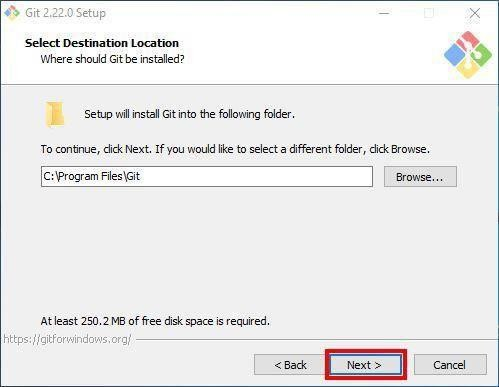 Git 2.22.0 Setup
Select Destination Location
Where should Git be installed?
Setup will install Git into the following folder.
To continue, click Next. If you would like to select a different folder, click Browse.
C:\Program Files\Git
Browse...
At least 250.2 MB of free disk space is required.
https://gitforwindows.org/
< Back
Next >
Cancel